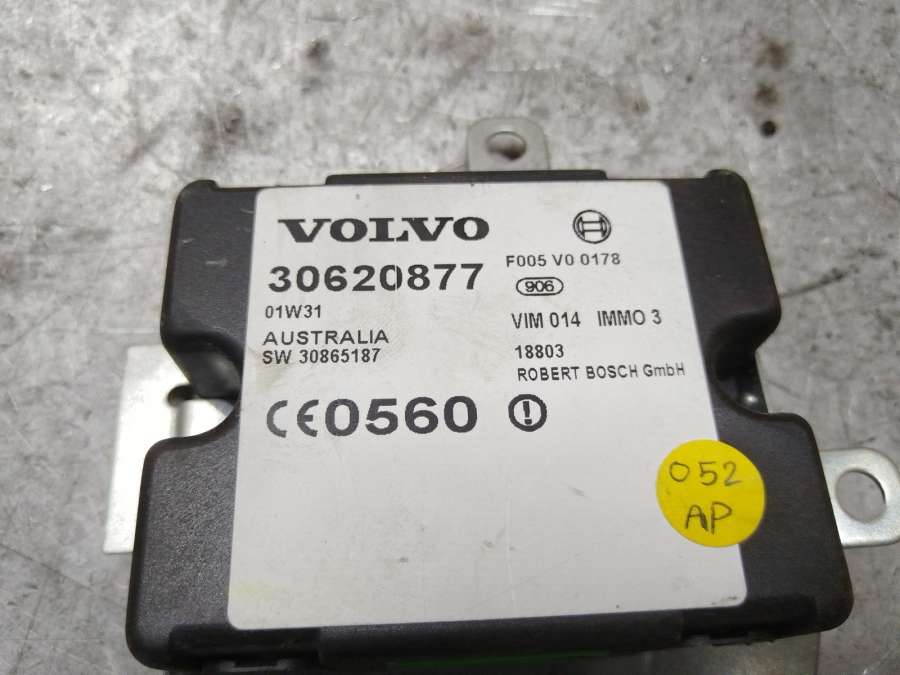 VOLVO
30620877
01W31
AUSTRALIA
SW 30865187
CE0560
F005 V0 0178
906
VIM 014 IMMO 3
18803
ROBERT BOSCH GmbH
052
AP